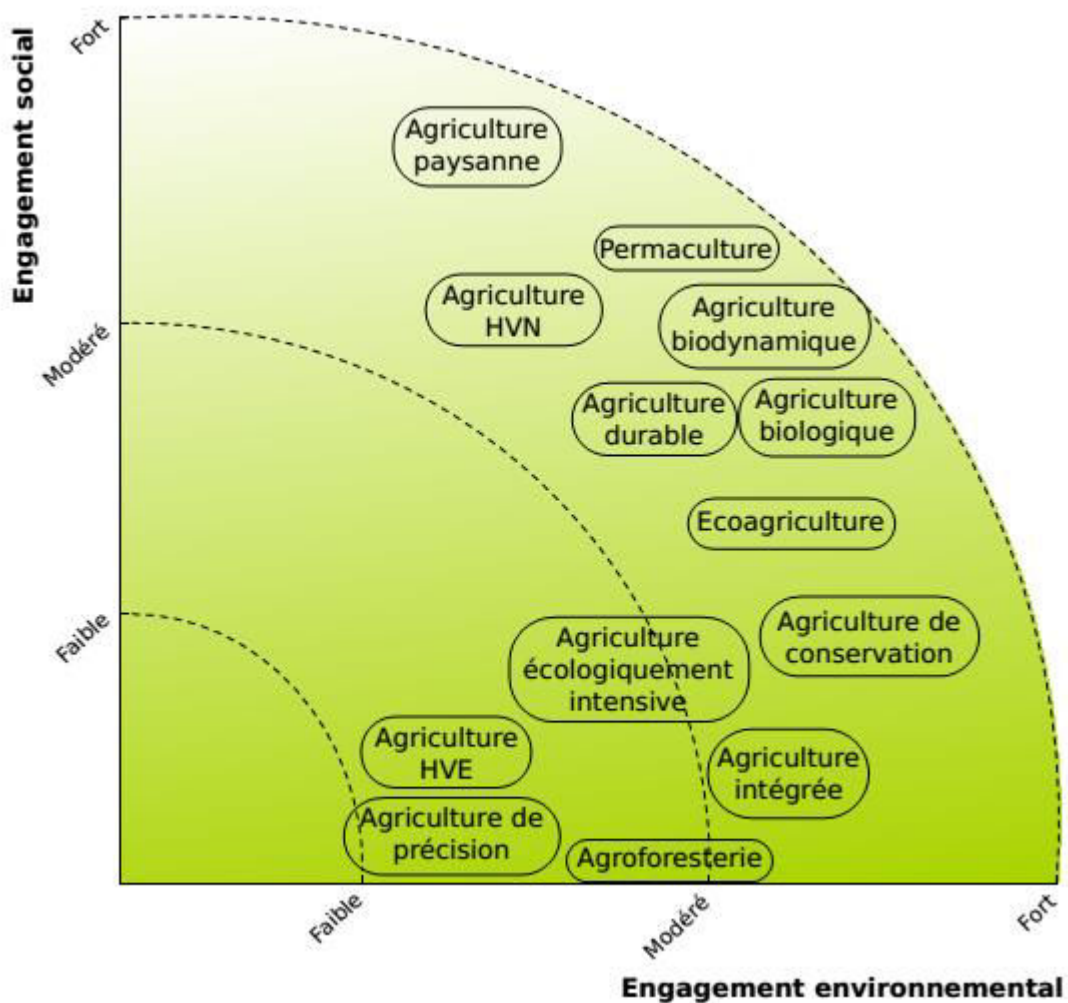 Engagement social
Fort
Modéré
Faible
Agriculture
paysanne
Permaculture
Agriculture
HVN
Agriculture
biodynamique
Agriculture
durable
Agriculture
biologique
Ecoagriculture
Agriculture de
conservation
Agriculture
écologiquement
intensive
Agriculture
HVE
Agriculture
intégrée
Agriculture de
précision
Agroforesterie
Faible
Modéré
Fort
Engagement environnemental